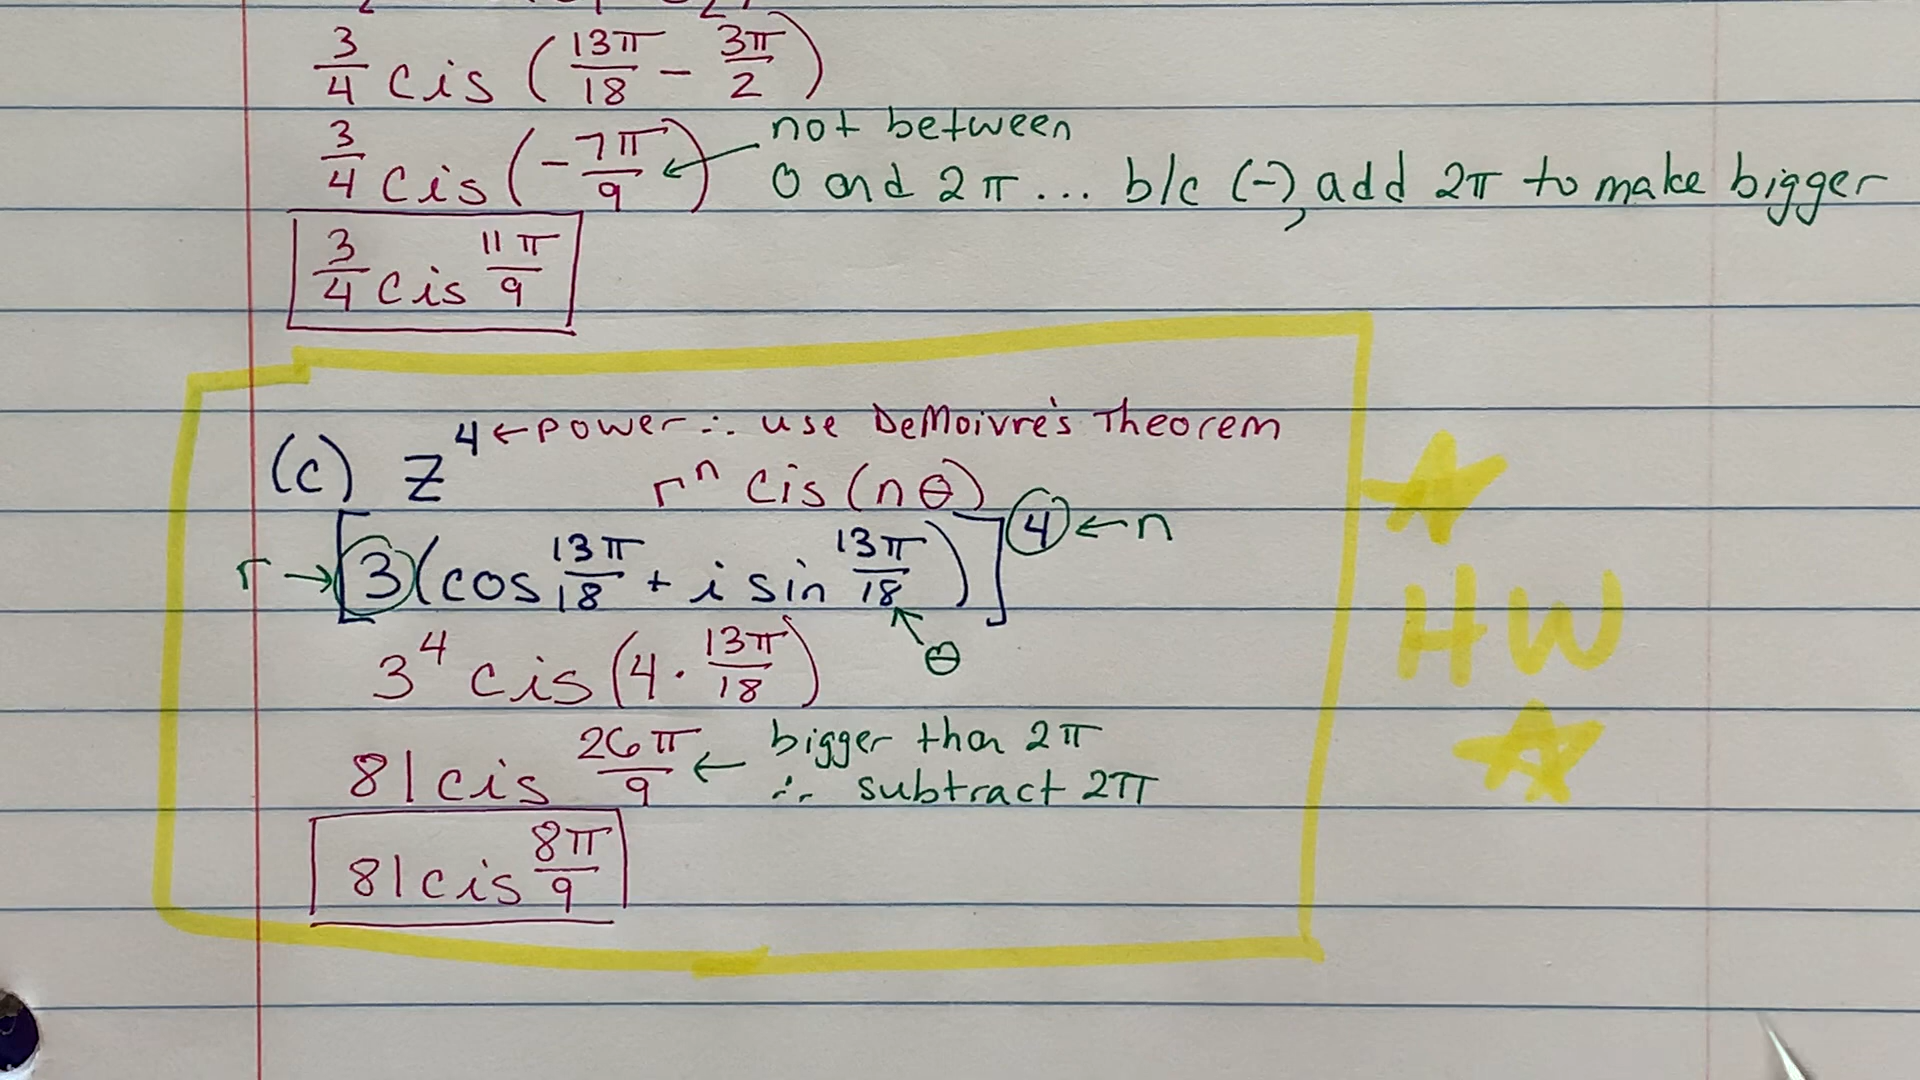 3/4 cis (13π/18 - 3π/2)
3/4 cis (-7π/9) ← not between
0 and 2π... b/c (-), add 2π to make bigger
3/4 cis 11π/9
(c) z^4 ← power ∴ use DeMoivre's Theorem
r^n cis (nθ)
r → [3(cos 13π/18 + i sin 13π/18)]^4 ← n
θ
3^4 cis (4 · 13π/18)
81 cis 26π/9 ← bigger than 2π
∴ subtract 2π
81 cis 8π/9
HW